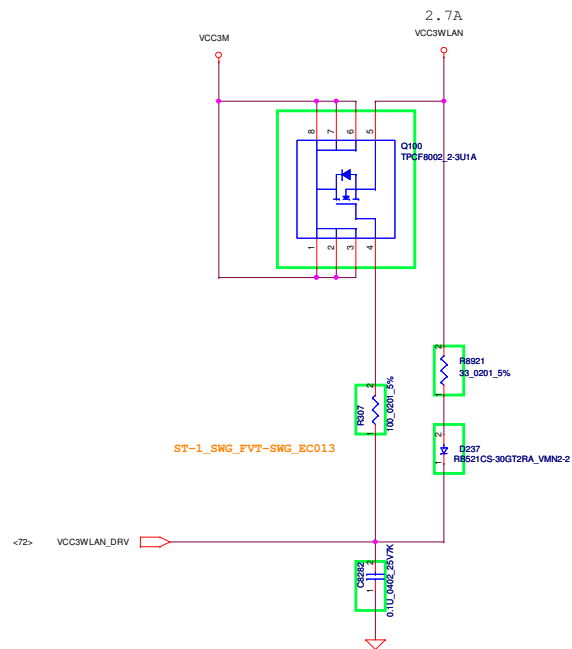 2.7A
VCC3M
VCC3WLAN
8
7
6
5
Q100
TPCF8002_2-3U1A
1
2
3
4
2
R8921
33_0201_5%
1
2
R307
100_0201_5%
1
ST-1_SWG_FVT-SWG_EC013
2
D237
RB521CS-30GT2RA_VMN2-2
1
<72>
VCC3WLAN_DRV
2
C8282
0.1U_0402_25V7K
1